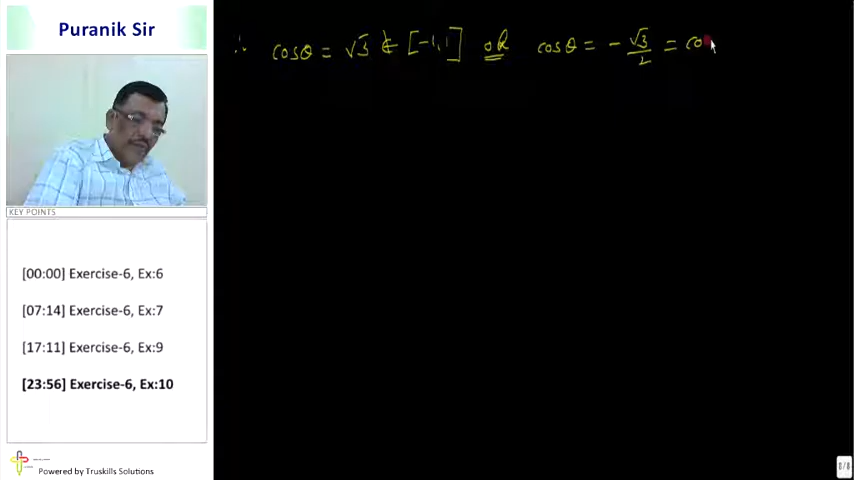 Puranik Sir
∴ cosθ = √3 ∉ [-1, 1] OR cosθ = - √3/2 = co
KEY POINTS
[00:00] Exercise-6, Ex:6
[07:14] Exercise-6, Ex:7
[17:11] Exercise-6, Ex:9
[23:56] Exercise-6, Ex:10
Powered by Truskills Solutions
8/8